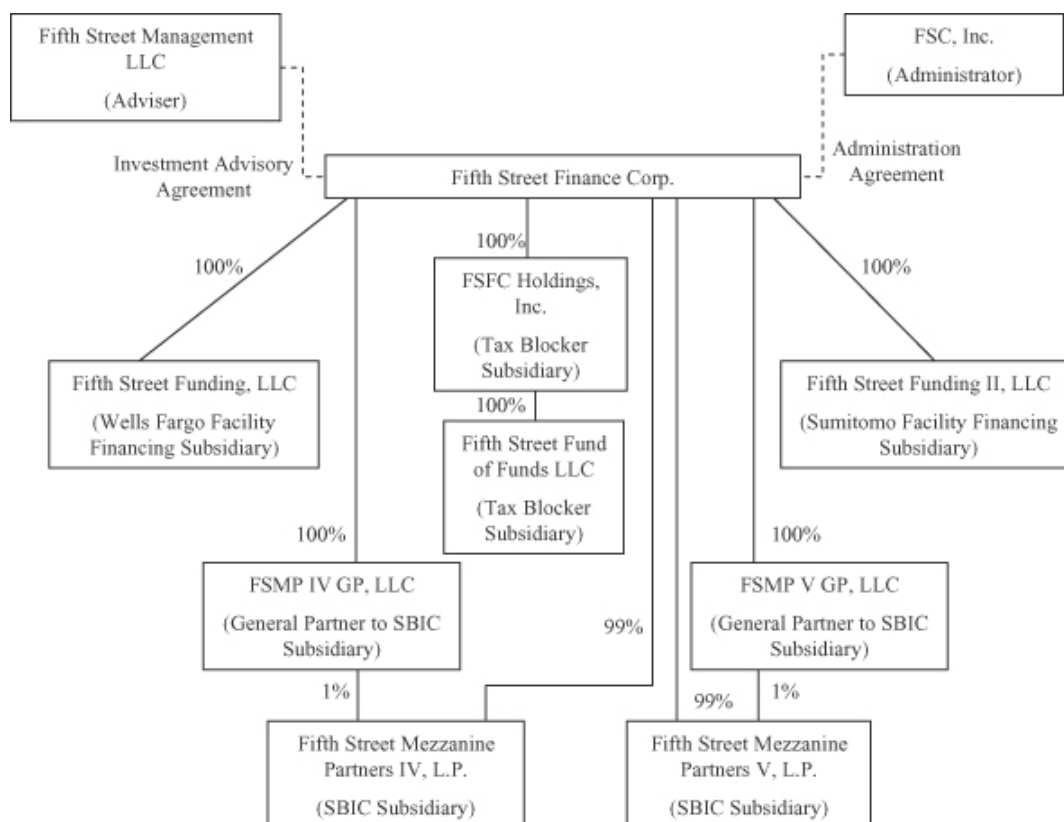 Fifth Street Management
LLC
(Adviser)
FSC, Inc.
(Administrator)
Investment Advisory
Agreement
Administration
Agreement
Fifth Street Finance Corp.
100%
100%
100%
FSFC Holdings,
Inc.
(Tax Blocker
Subsidiary)
Fifth Street Funding, LLC
(Wells Fargo Facility
Financing Subsidiary)
Fifth Street Funding II, LLC
(Sumitomo Facility Financing
Subsidiary)
100%
Fifth Street Fund
of Funds LLC
(Tax Blocker
Subsidiary)
100%
100%
FSMP IV GP, LLC
(General Partner to SBIC
Subsidiary)
99%
FSMP V GP, LLC
(General Partner to SBIC
Subsidiary)
1%
99%
1%
Fifth Street Mezzanine
Partners IV, L.P.
(SBIC Subsidiary)
Fifth Street Mezzanine
Partners V, L.P.
(SBIC Subsidiary)